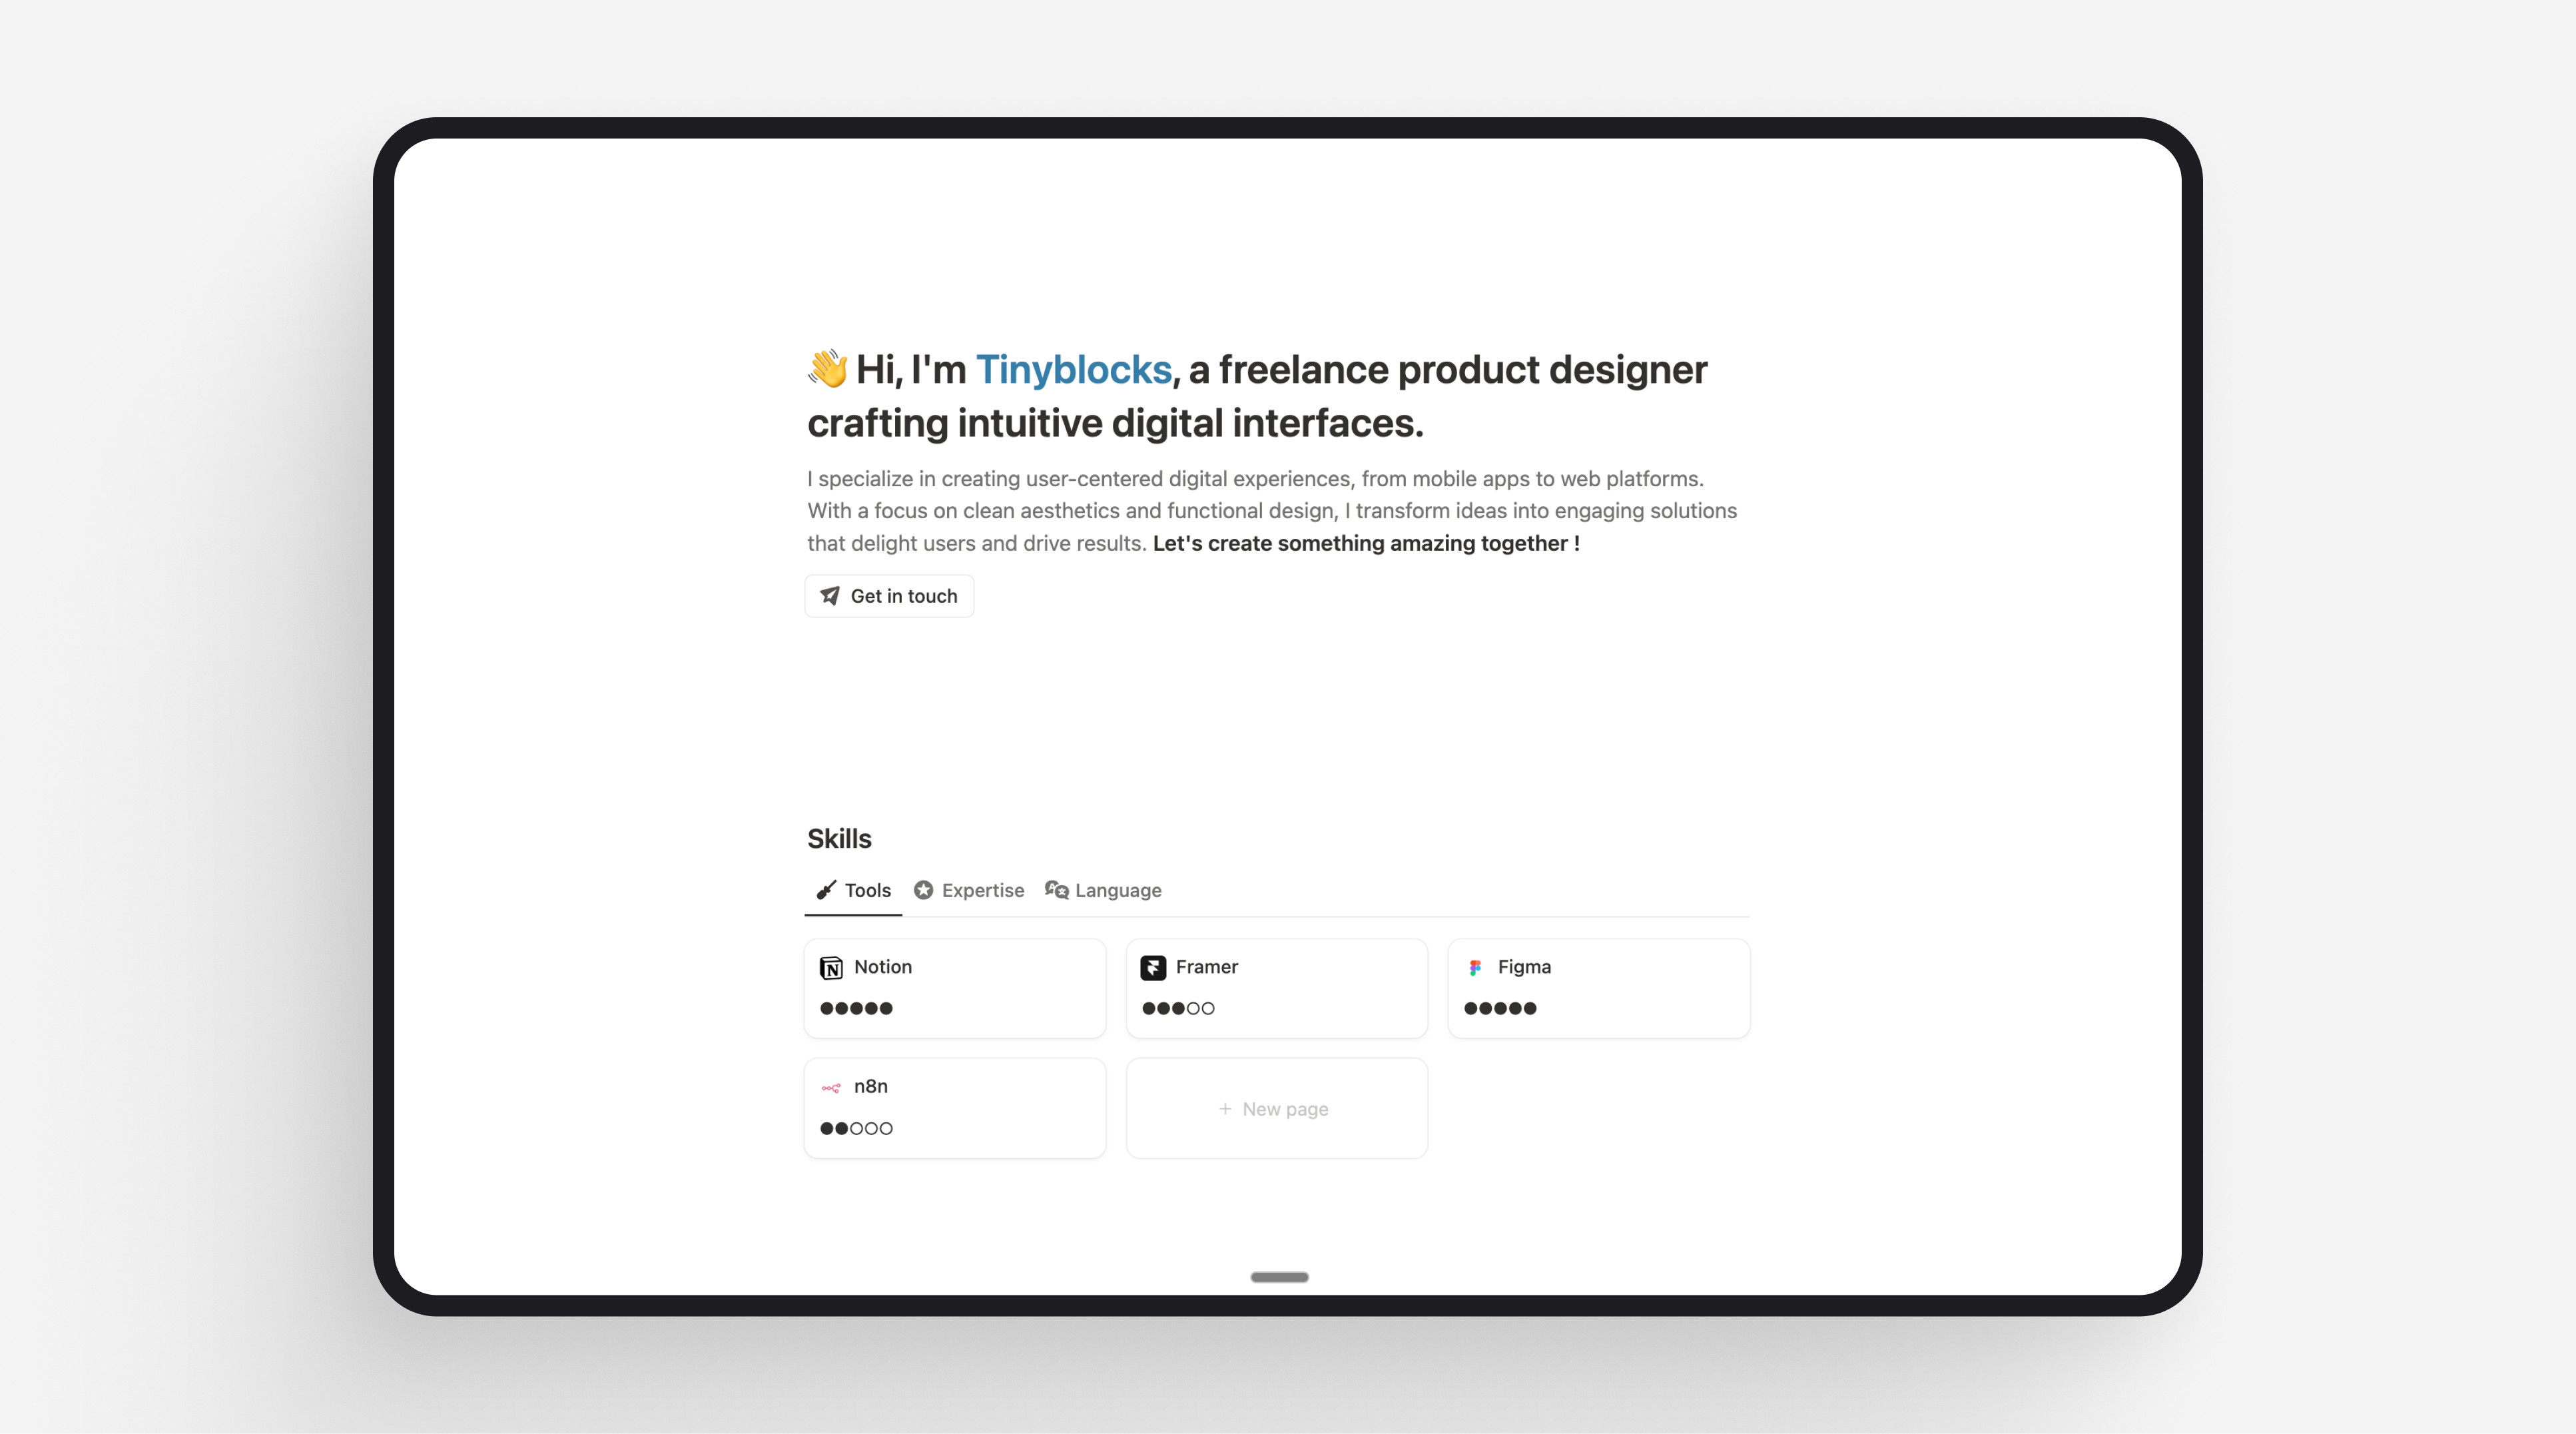 👋 Hi, I'm Tinyblocks, a freelance product designer
crafting intuitive digital interfaces.
I specialize in creating user-centered digital experiences, from mobile apps to web platforms.
With a focus on clean aesthetics and functional design, I transform ideas into engaging solutions
that delight users and drive results. Let's create something amazing together !
Get in touch
Skills
Tools Expertise Language
Notion Framer Figma
●●●●● ●●●○○ ●●●●●
n8n
+ New page
●●○○○